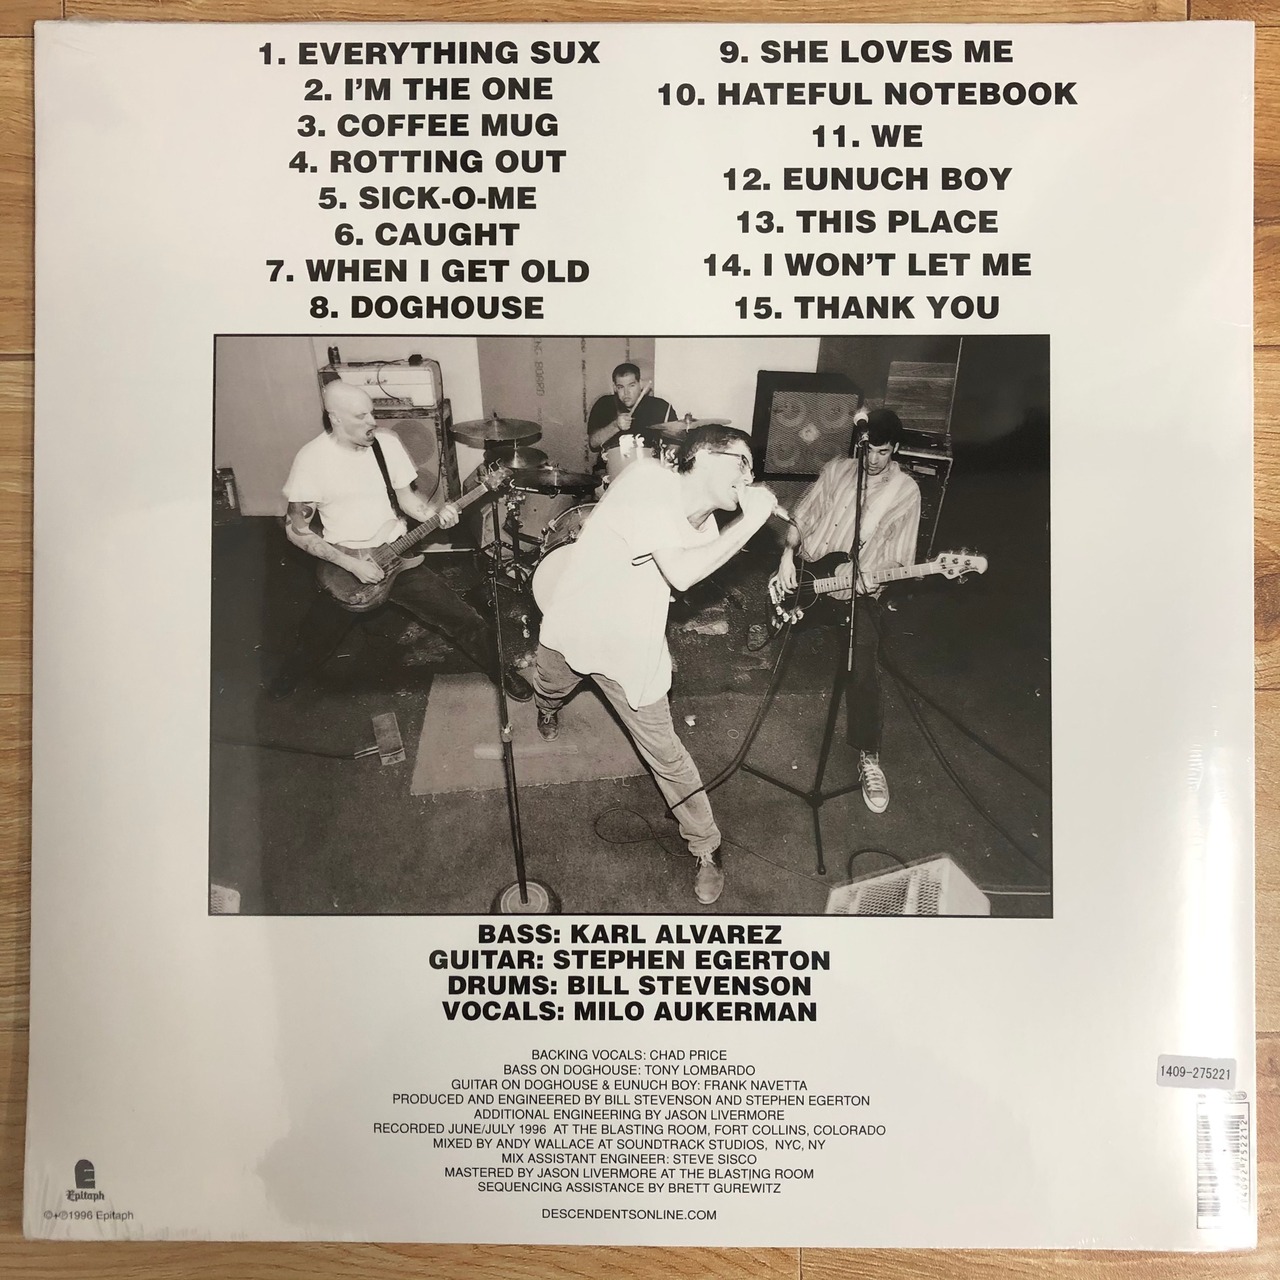 1. EVERYTHING SUX
2. I'M THE ONE
3. COFFEE MUG
4. ROTTING OUT
5. SICK-O-ME
6. CAUGHT
7. WHEN I GET OLD
8. DOGHOUSE
9. SHE LOVES ME
10. HATEFUL NOTEBOOK
11. WE
12. EUNUCH BOY
13. THIS PLACE
14. I WON'T LET ME
15. THANK YOU
BASS: KARL ALVAREZ
GUITAR: STEPHEN EGERTON
DRUMS: BILL STEVENSON
VOCALS: MILO AUKERMAN
BACKING VOCALS: CHAD PRICE
BASS ON DOGHOUSE: TONY LOMBARDO
GUITAR ON DOGHOUSE & EUNUCH BOY: FRANK NAVETTA
PRODUCED AND ENGINEERED BY BILL STEVENSON AND STEPHEN EGERTON
ADDITIONAL ENGINEERING BY JASON LIVERMORE
RECORDED JUNE/JULY 1996 AT THE BLASTING ROOM, FORT COLLINS, COLORADO
MIXED BY ANDY WALLACE AT SOUNDTRACK STUDIOS, NYC, NY
MIX ASSISTANT ENGINEER: STEVE SISCO
MASTERED BY JASON LIVERMORE AT THE BLASTING ROOM
SEQUENCING ASSISTANCE BY BRETT GUREWITZ
DESCENDENTSONLINE.COM
Epitaph
©+℗1996 Epitaph
1409-275221